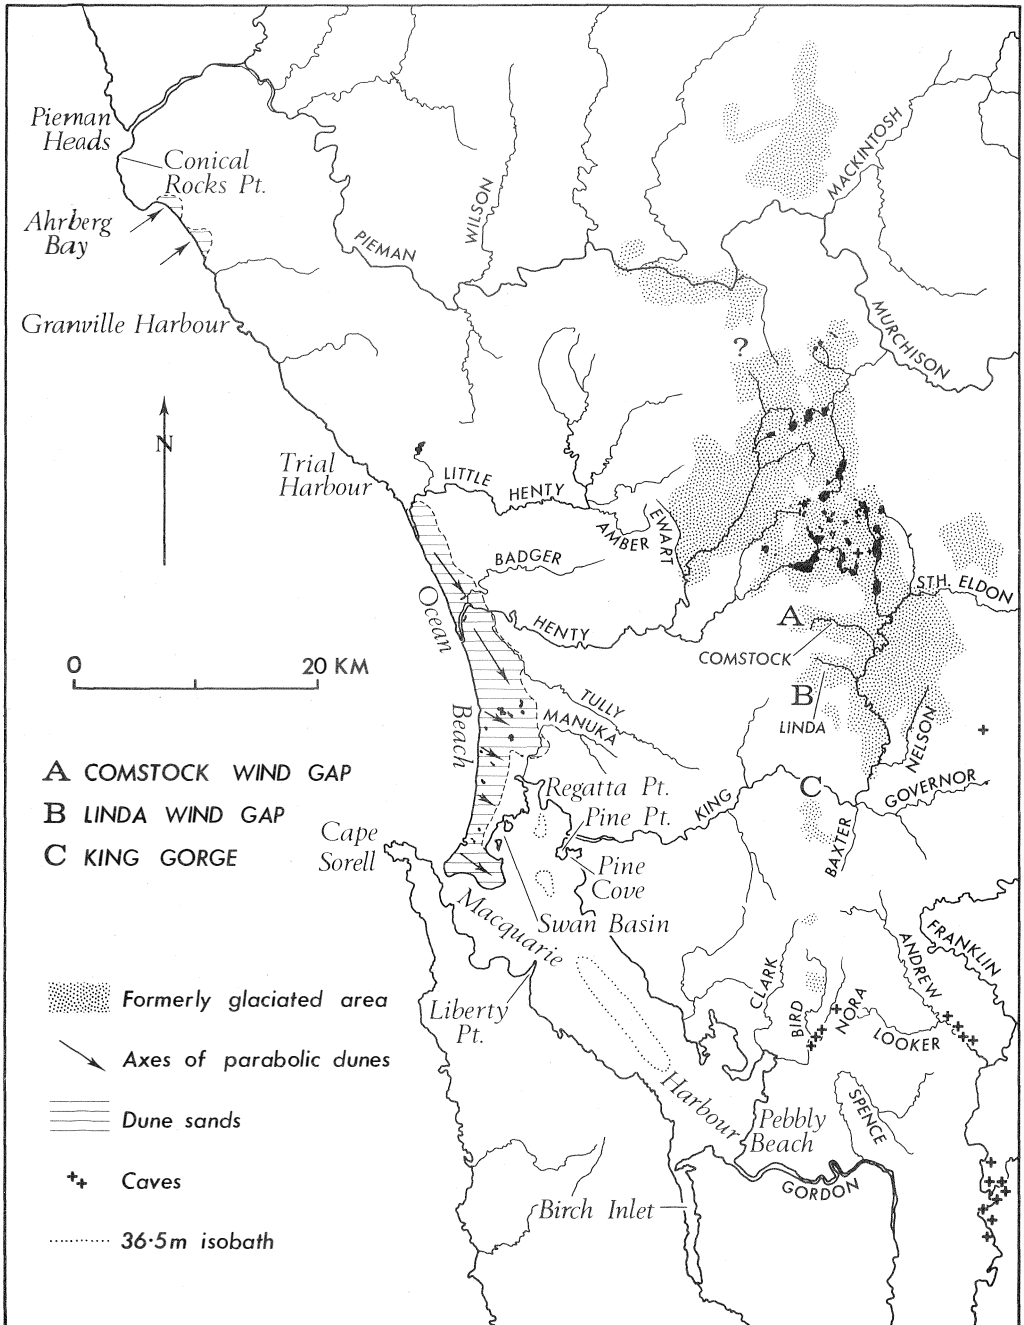 Pieman
Heads
Conical
Rocks Pt.
Ahrberg
Bay
PIEMAN
WILSON
MACKINTOSH
Granville Harbour
MURCHISON
?
N
Trial
Harbour
LITTLE
HENTY
AMBER
EWART
BADGER
STH. ELDON
Ocean
Beach
HENTY
A
COMSTOCK
B
LINDA
0
20 KM
TULLY
MANUKA
NELSON
A COMSTOCK WIND GAP
B LINDA WIND GAP
C KING GORGE
Regatta Pt.
Pine Pt.
KING
C
GOVERNOR
BAXTER
Cape
Sorell
Pine
Cove
Swan Basin
Macquarie
Harbour
FRANKLIN
ANDREW
CLARK
BIRD
NORA
LOOKER
Liberty
Pt.
SPENCE
Pebbly
Beach
GORDON
Birch Inlet
Formerly glaciated area
Axes of parabolic dunes
Dune sands
Caves
36·5m isobath